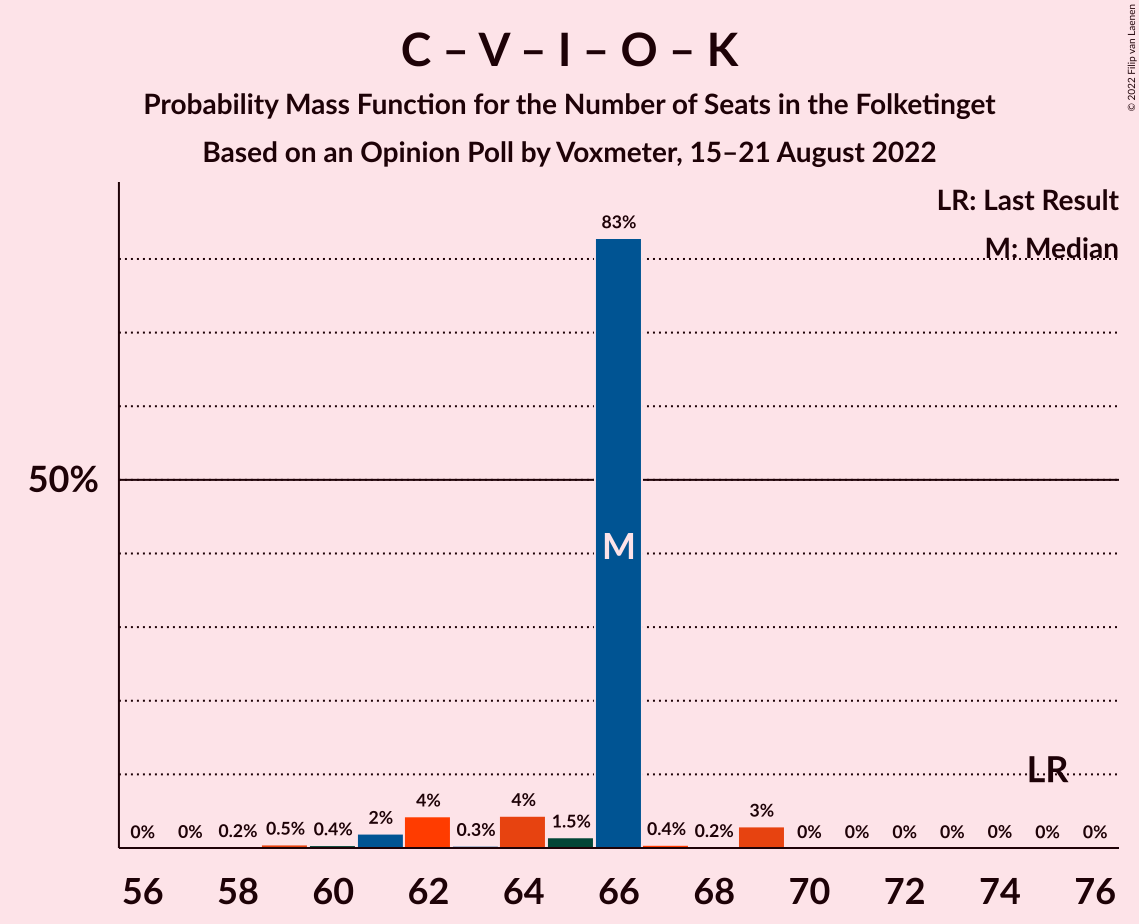 C – V – I – O – K
Probability Mass Function for the Number of Seats in the Folketinget
Based on an Opinion Poll by Voxmeter, 15–21 August 2022
© 2022 Filip van Laenen
LR: Last Result
M: Median
83%
50%
M
LR
0% 0% 0.2% 0.5% 0.4% 2% 4% 0.3% 4% 1.5% 0.4% 0.2% 3% 0% 0% 0% 0% 0% 0% 0%
56 58 60 62 64 66 68 70 72 74 76